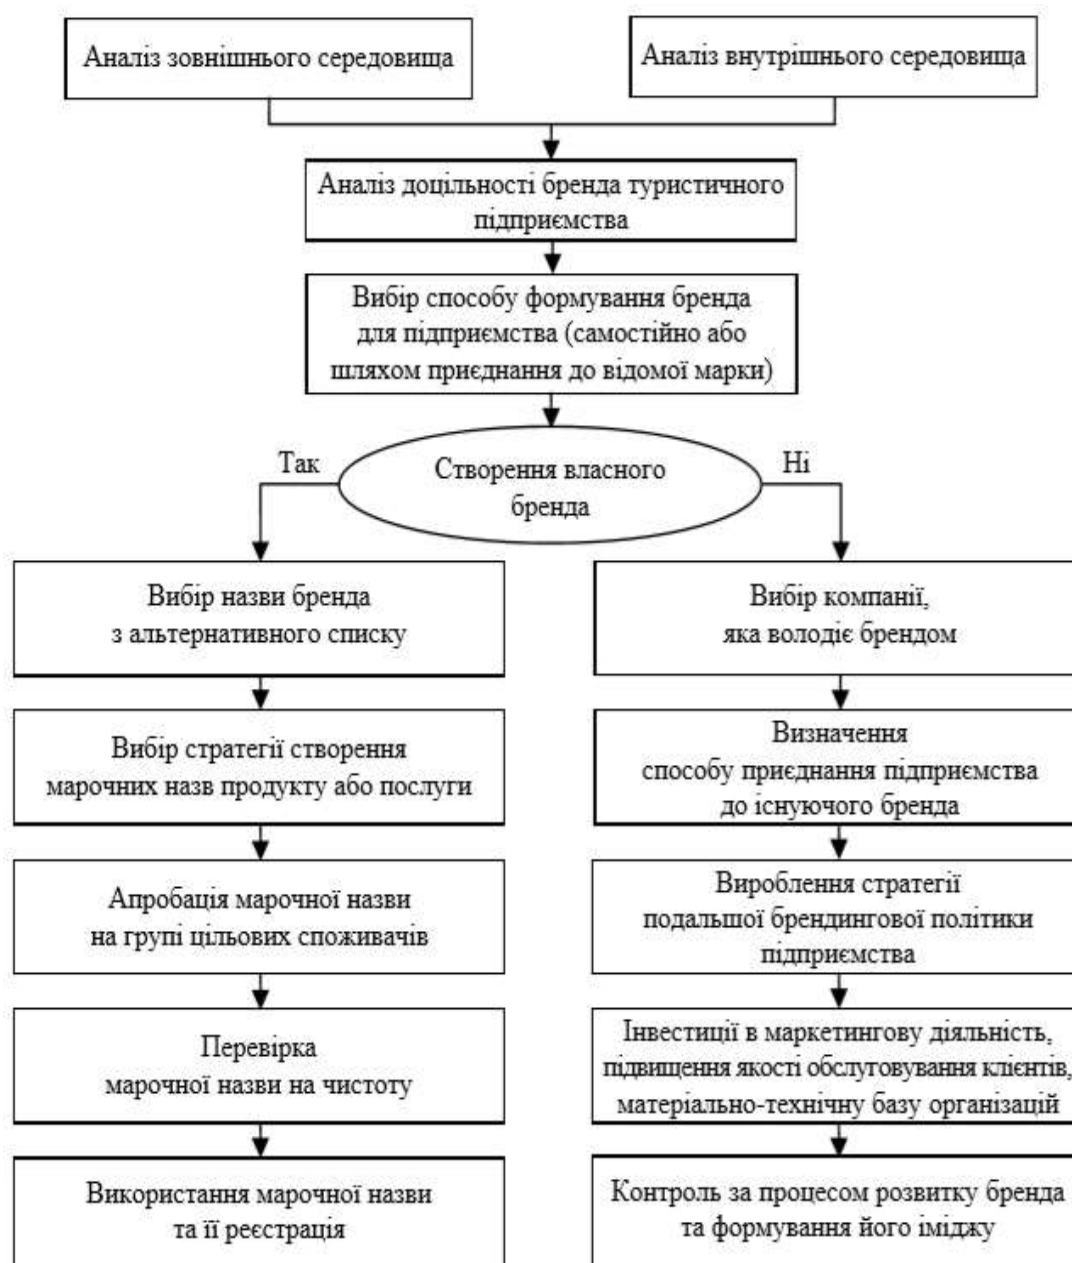 Аналіз зовнішнього середовища
Аналіз внутрішнього середовища
Аналіз доцільності бренда туристичного
підприємства
Вибір способу формування бренда
для підприємства (самостійно або
шляхом приєднання до відомої марки)
Так
Створення власного
бренда
Ні
Вибір назви бренда
з альтернативного списку
Вибір стратегії створення
марочних назв продукту або послуги
Апробація марочної назви
на групі цільових споживачів
Перевірка
марочної назви на чистоту
Використання марочної назви
та її реєстрація
Вибір компанії,
яка володіє брендом
Визначення
способу приєднання підприємства
до існуючого бренда
Вироблення стратегії
подальшої брендингової політики
підприємства
Інвестиції в маркетингову діяльність,
підвищення якості обслуговування клієнтів,
матеріально-технічну базу організацій
Контроль за процесом розвитку бренда
та формування його іміджу